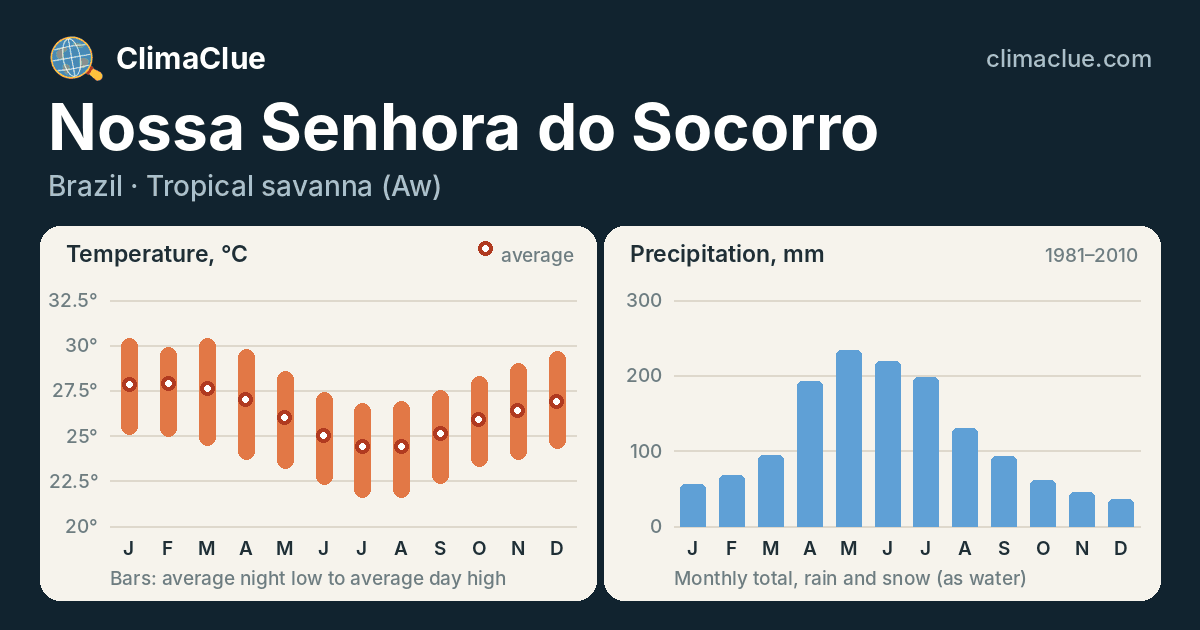 ClimaClue
climaclue.com
Nossa Senhora do Socorro
Brazil · Tropical savanna (Aw)
Temperature, °C
average
32.5°
30°
27.5°
25°
22.5°
20°
J F M A M J J A S O N D
Bars: average night low to average day high
Precipitation, mm
1981–2010
300
200
100
0
J F M A M J J A S O N D
Monthly total, rain and snow (as water)